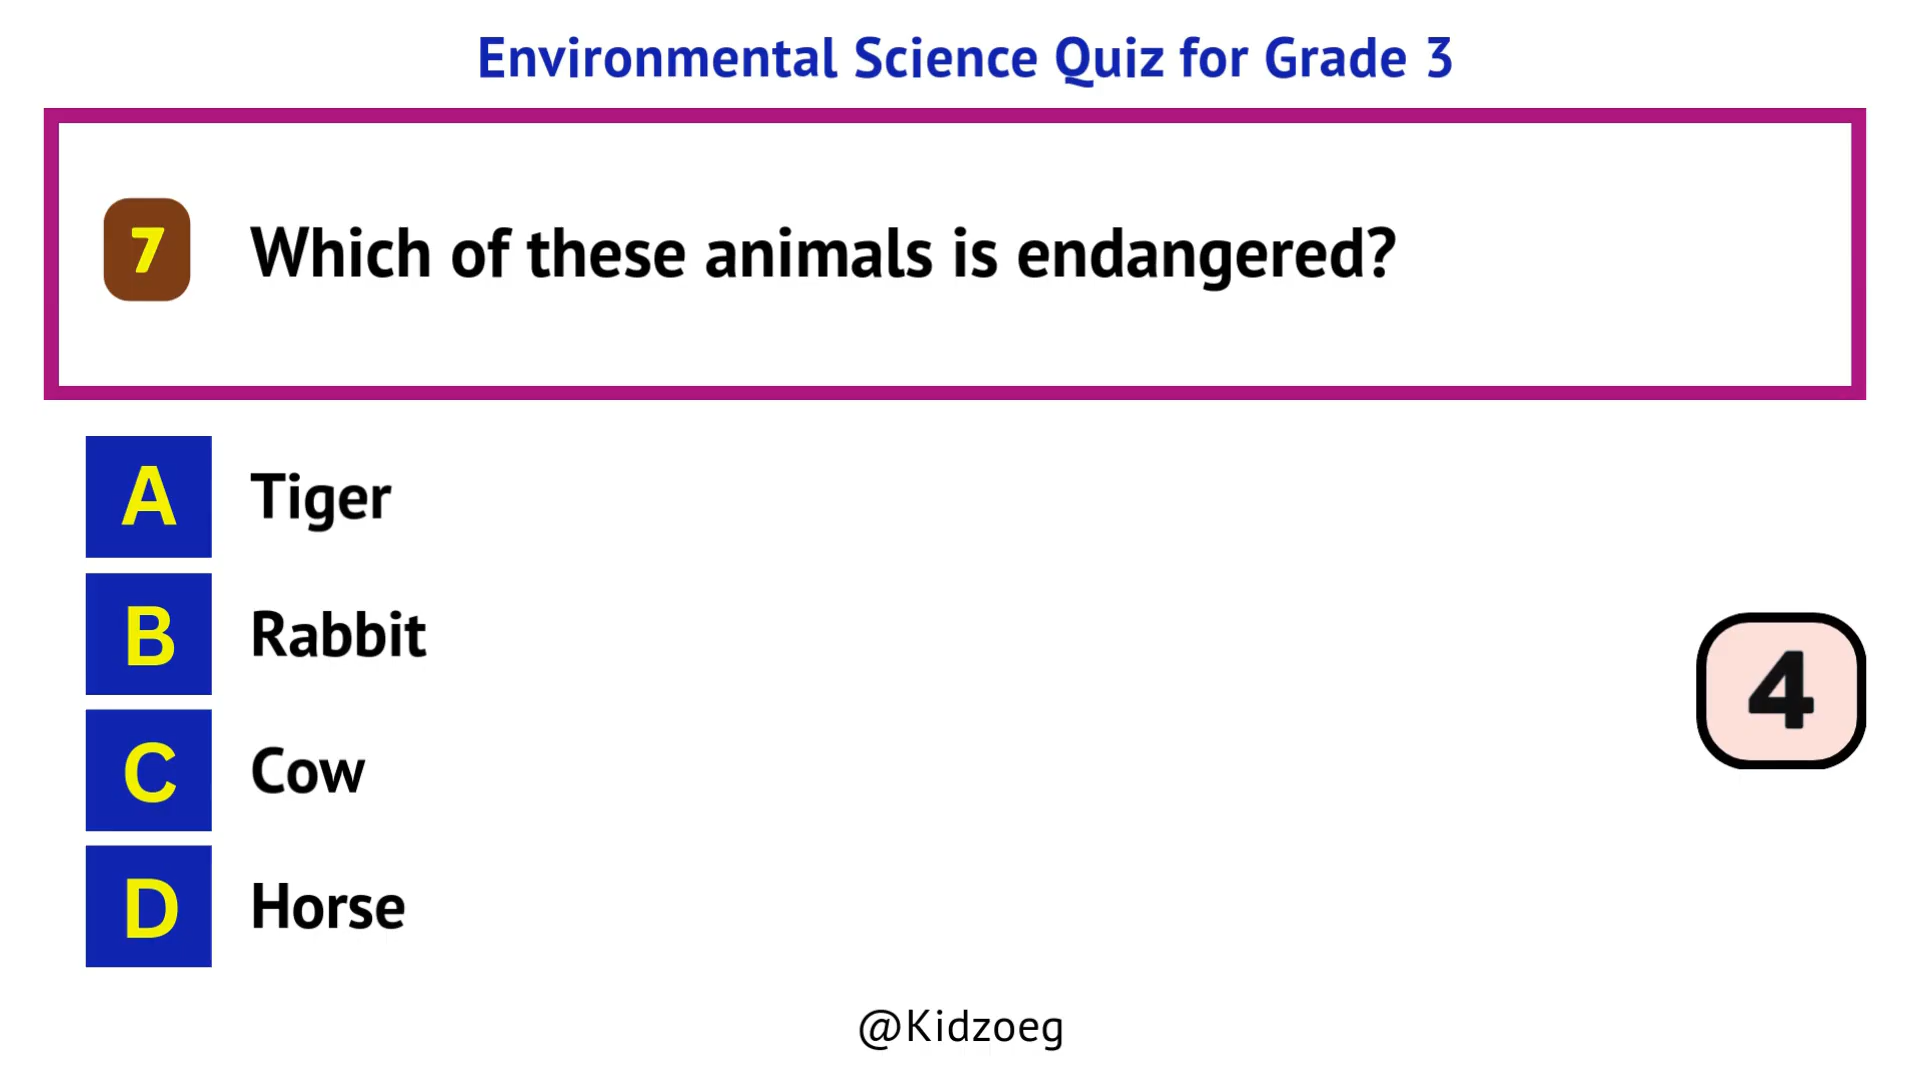 Environmental Science Quiz for Grade 3
7 Which of these animals is endangered?
A Tiger
B Rabbit
C Cow
D Horse
4
@Kidzoeg